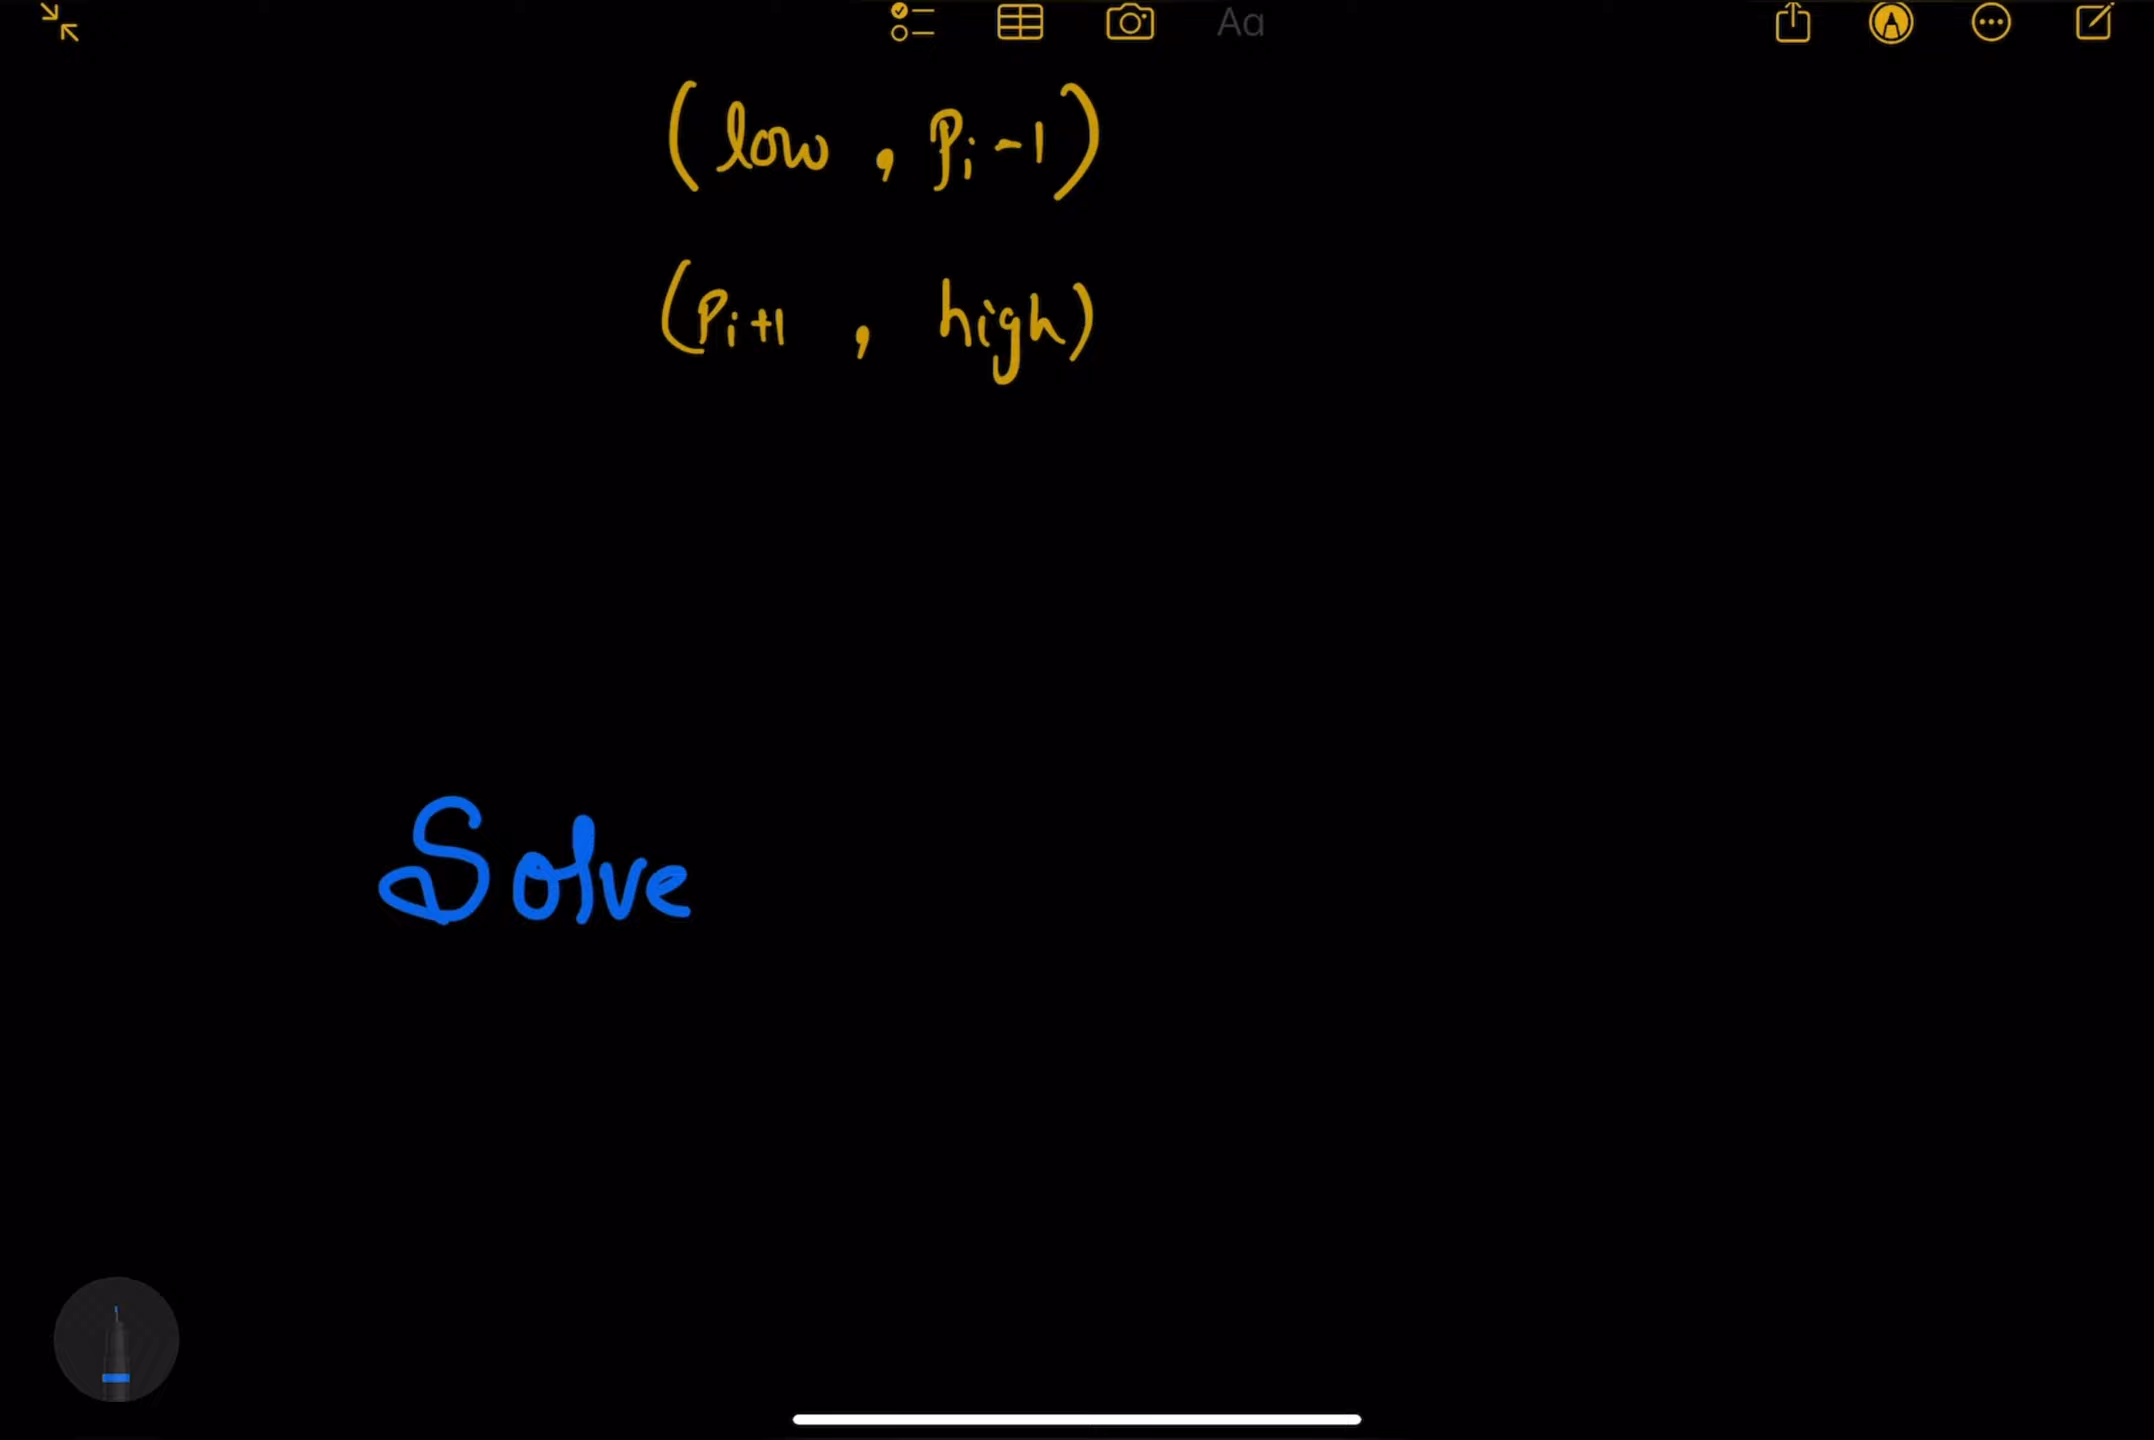 Aa
(low , Pi-1)
(Pi+1 , high)
Solve